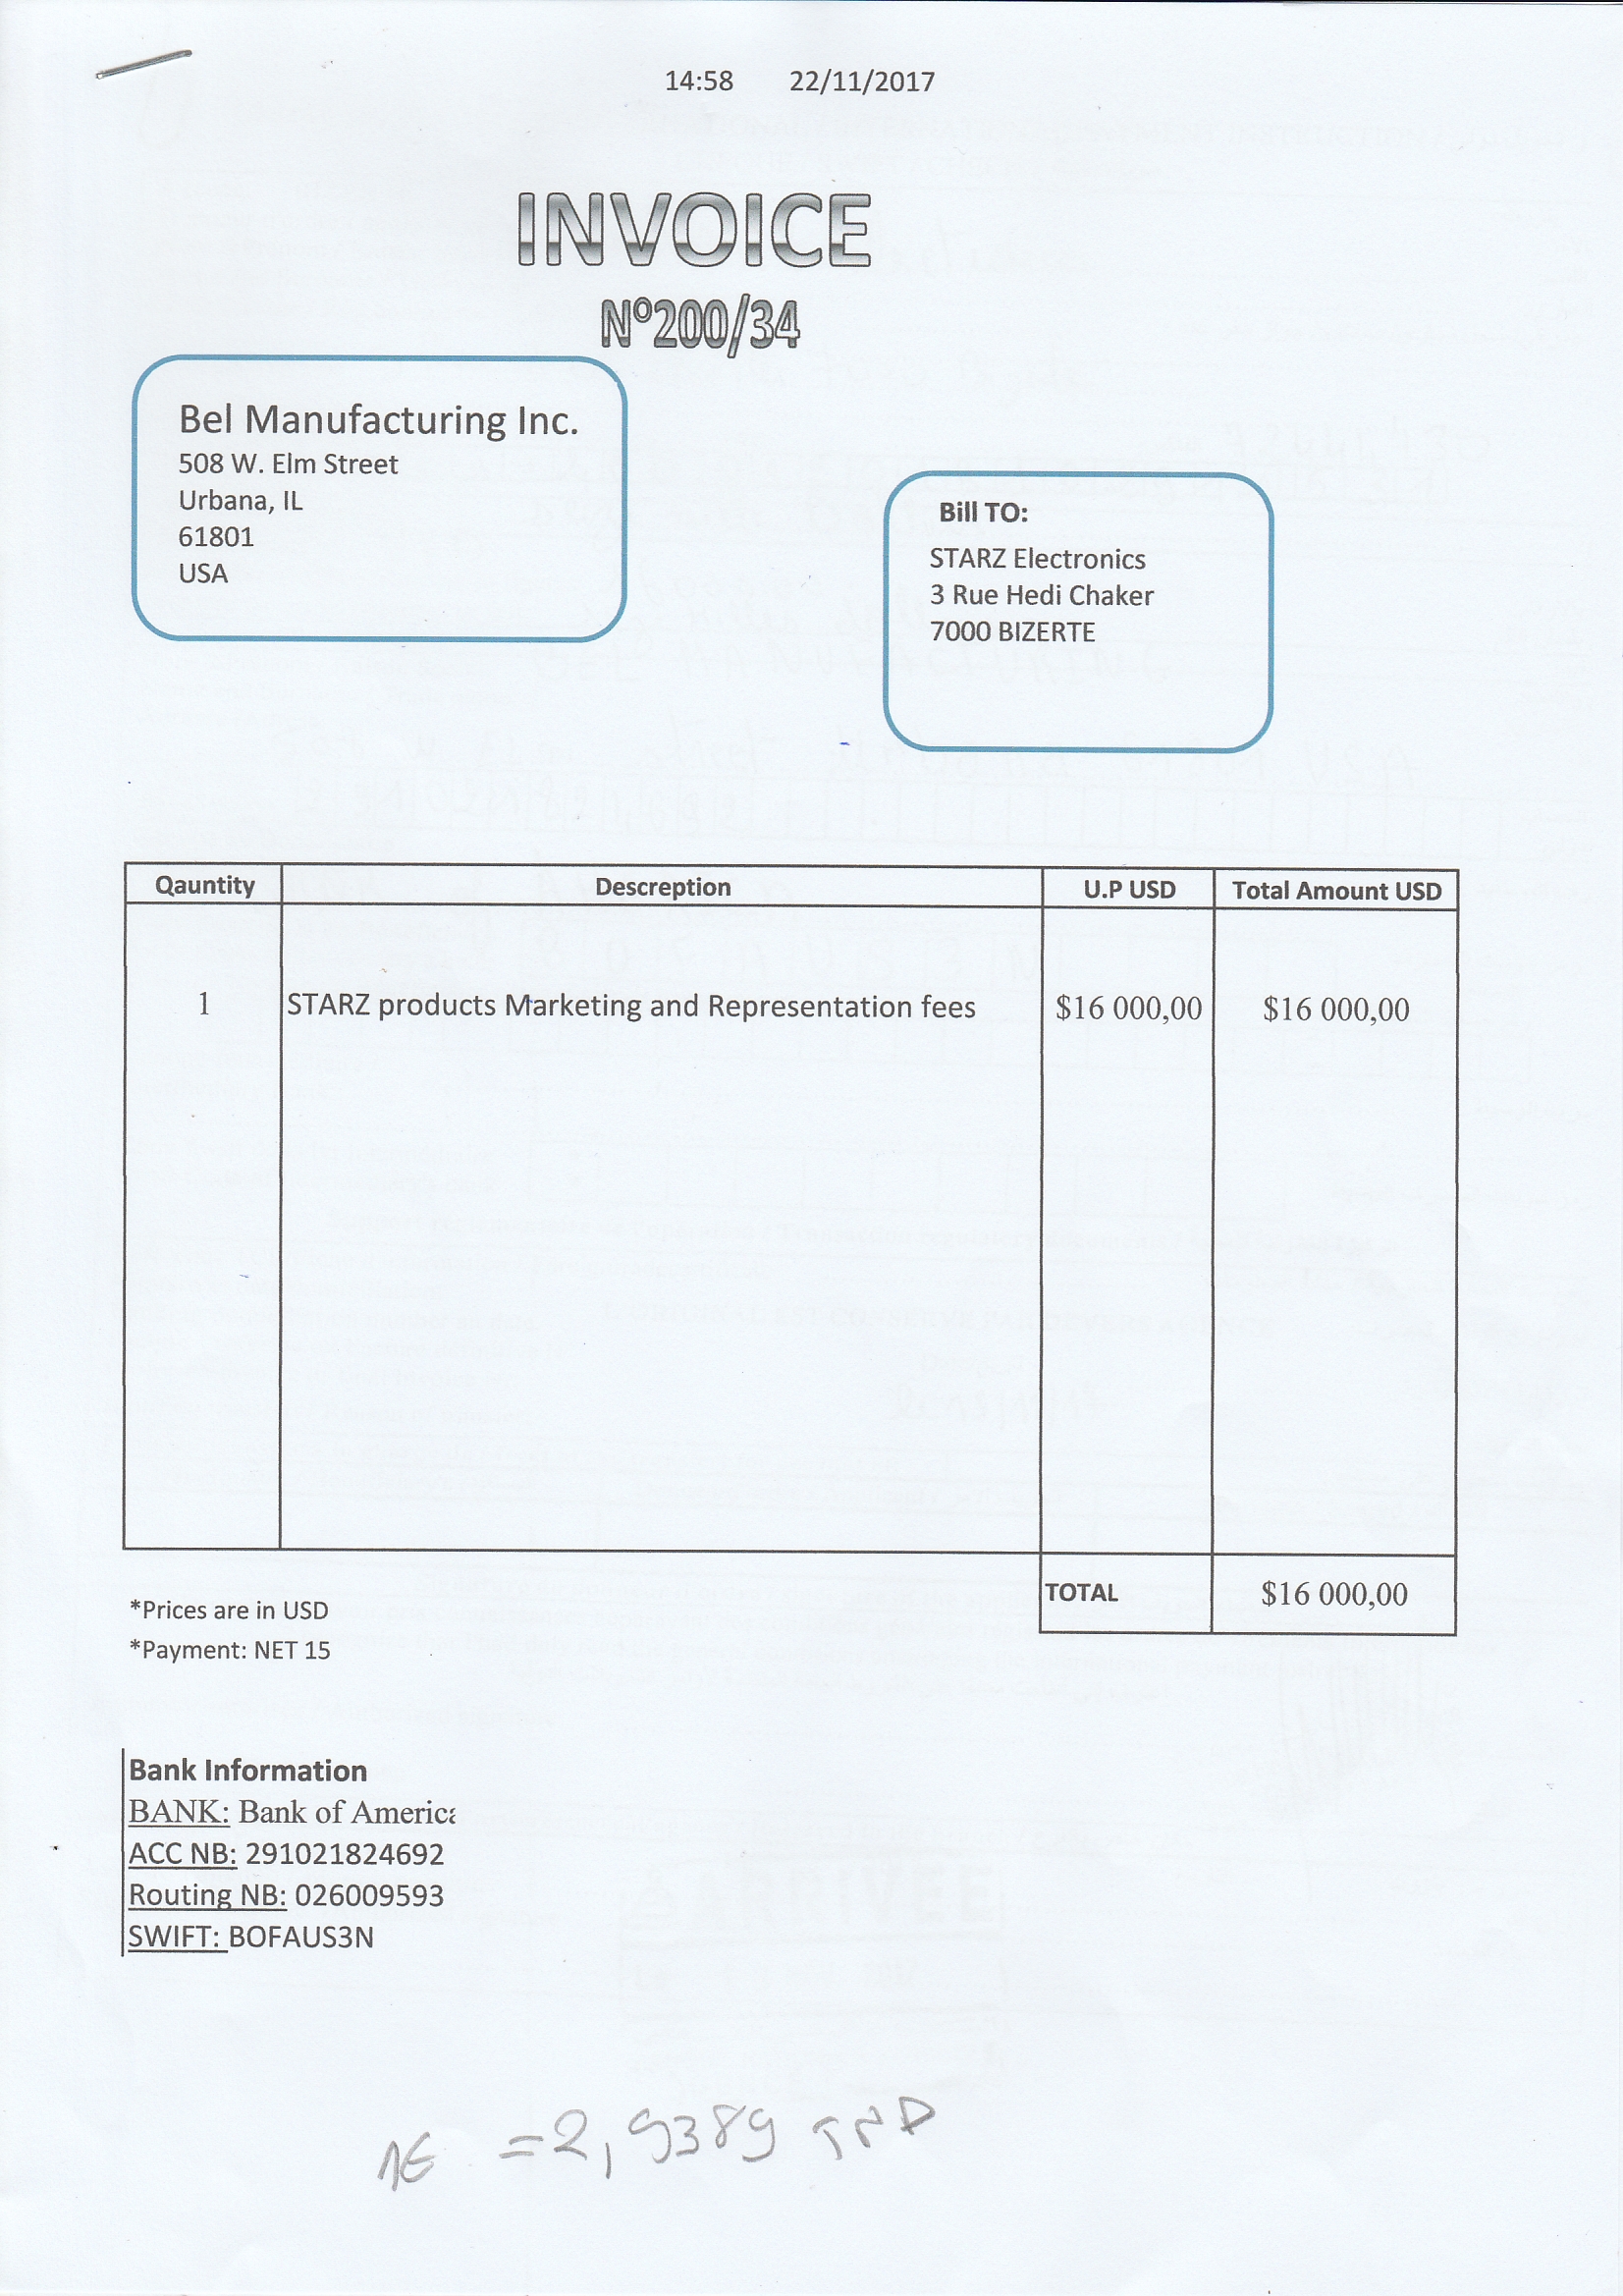 14:58 22/11/2017
INVOICE
N°200/34
Bel Manufacturing Inc.
508 W. Elm Street
Urbana, IL
61801
USA
Bill TO:
STARZ Electronics
3 Rue Hedi Chaker
7000 BIZERTE
Qauntity Descreption U.P USD Total Amount USD
1 STARZ products Marketing and Representation fees $16 000,00 $16 000,00
TOTAL $16 000,00
*Prices are in USD
*Payment: NET 15
Bank Information
BANK: Bank of America
ACC NB: 291021824692
Routing NB: 026009593
SWIFT: BOFAUS3N
1€ =2,9389 TND